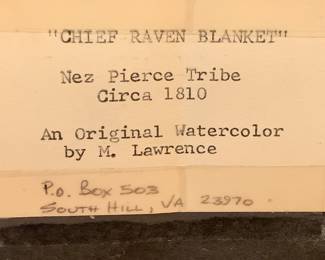 "CHIEF RAVEN BLANKET"
Nez Pierce Tribe
Circa 1810
An Original Watercolor
by M. Lawrence
P.O. Box 503
SOUTH HILL, VA 23970